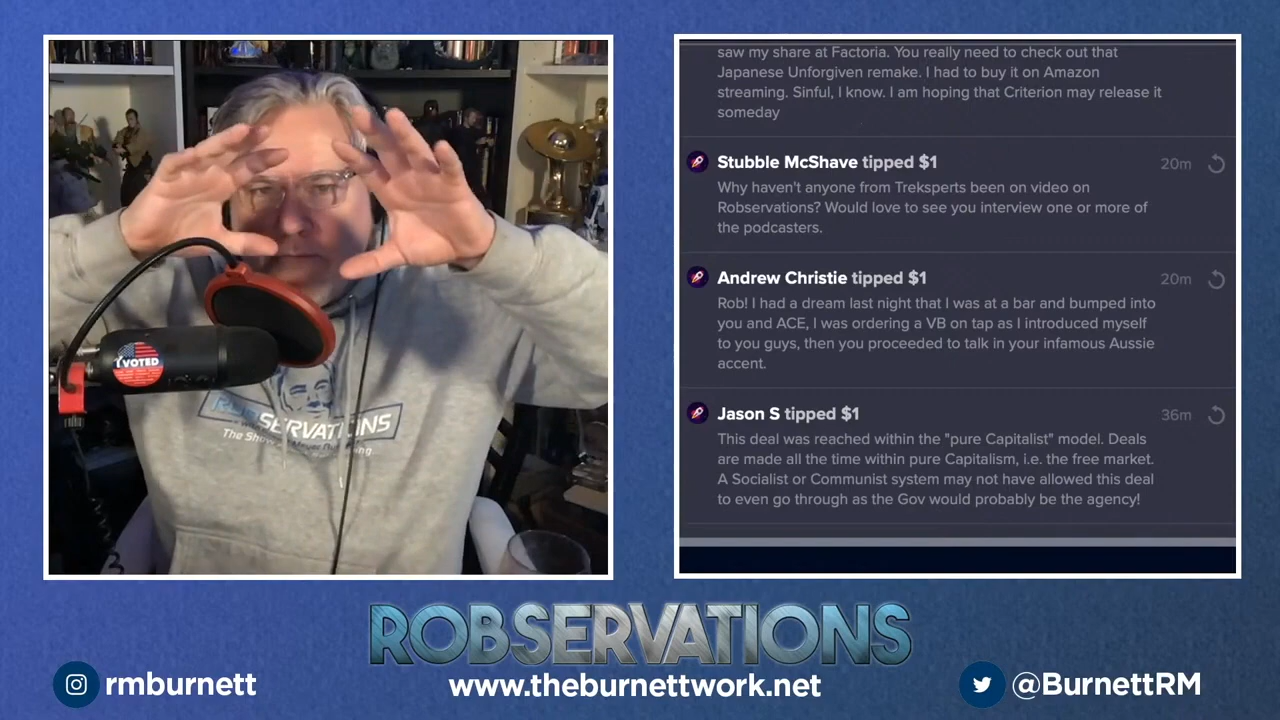 saw my share at Factoria. You really need to check out that
Japanese Unforgiven remake. I had to buy it on Amazon
streaming. Sinful, I know. I am hoping that Criterion may release it
someday
Stubble McShave tipped $1
20m
Why haven't anyone from Treksperts been on video on
Robservations? Would love to see you interview one or more of
the podcasters.
Andrew Christie tipped $1
20m
Rob! I had a dream last night that I was at a bar and bumped into
you and ACE, I was ordering a VB on tap as I introduced myself
to you guys, then you proceeded to talk in your infamous Aussie
accent.
Jason S tipped $1
36m
This deal was reached within the "pure Capitalist" model. Deals
are made all the time within pure Capitalism, i.e. the free market.
A Socialist or Communist system may not have allowed this deal
to even go through as the Gov would probably be the agency!
I VOTED
ROBSERVATIONS
The Show
ROBSERVATIONS
rmburnett
www.theburnettwork.net
@BurnettRM